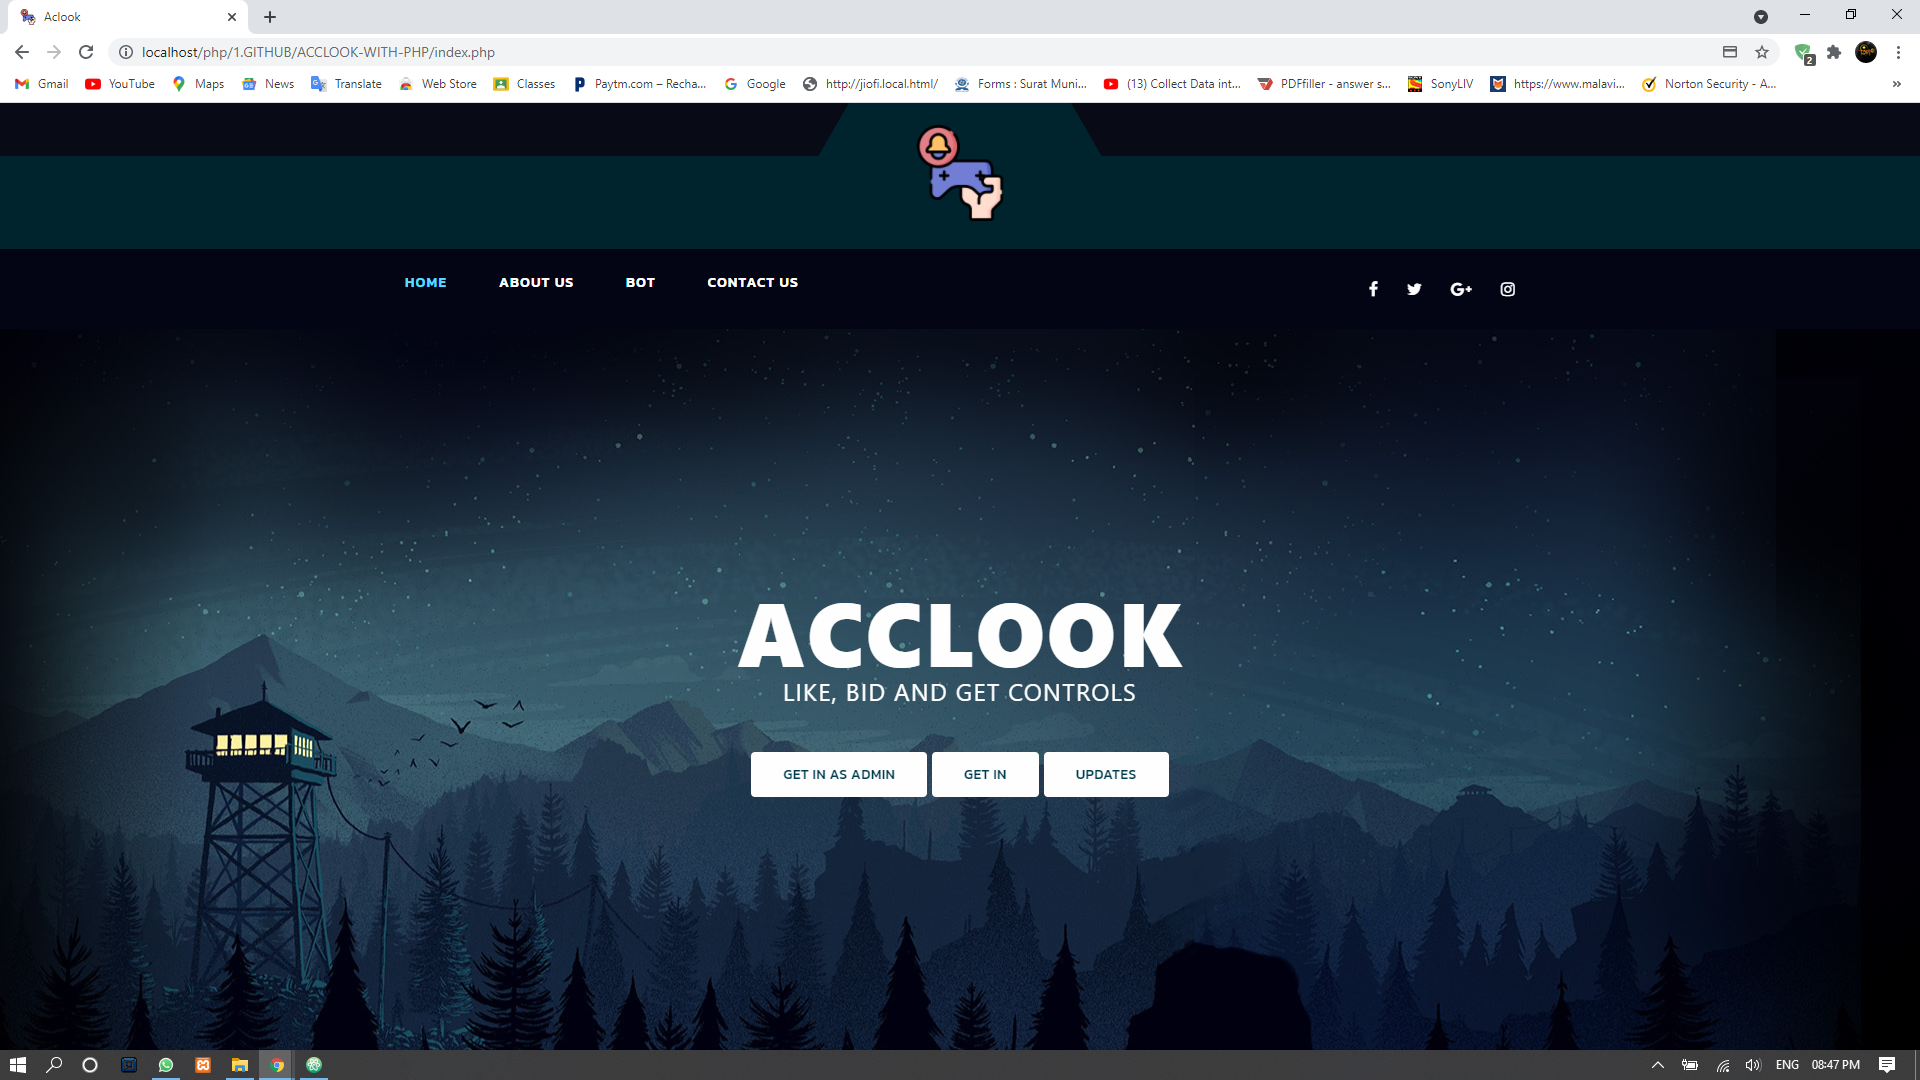 Aclook
localhost/php/1.GITHUB/ACCLOOK-WITH-PHP/index.php
2
Gmail YouTube Maps News Translate Web Store Classes Paytm.com – Recha... Google http://jiofi.local.html/ Forms : Surat Muni... (13) Collect Data int... PDFfiller - answer s... SonyLIV https://www.malavi... Norton Security - A... »
HOME ABOUT US BOT CONTACT US
ACCLOOK
LIKE, BID AND GET CONTROLS
GET IN AS ADMIN GET IN UPDATES
ENG 08:47 PM